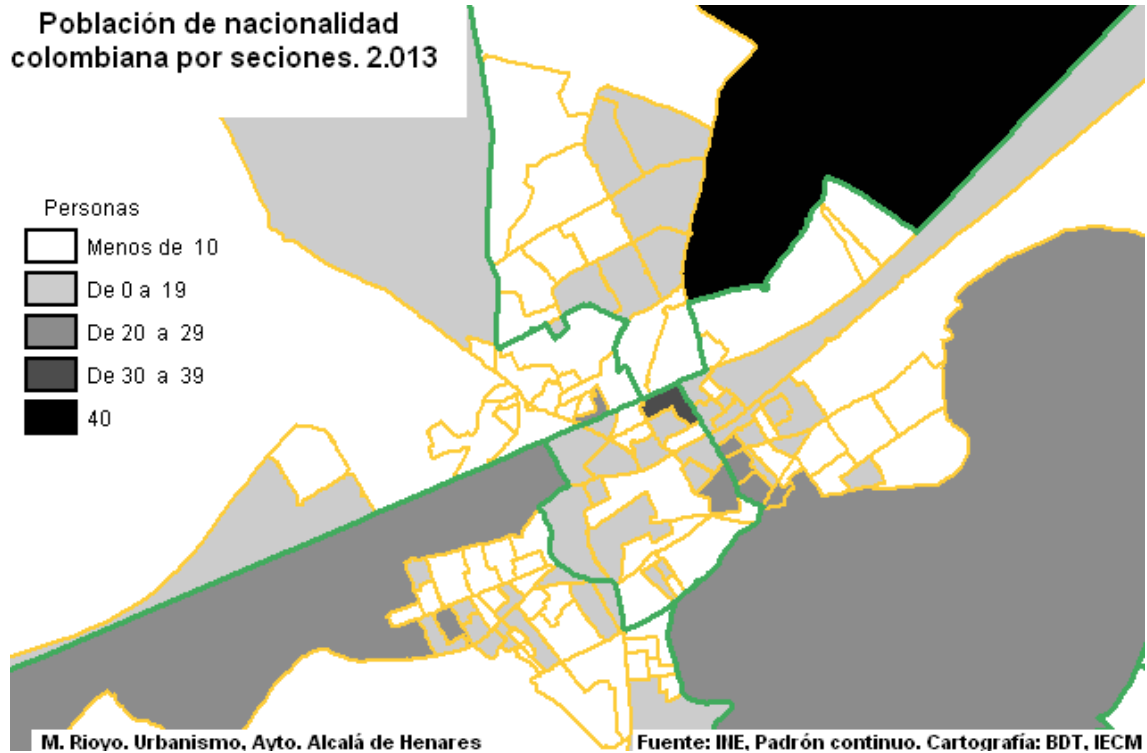 Población de nacionalidad
colombiana por seciones. 2.013
Personas
Menos de 10
De 0 a 19
De 20 a 29
De 30 a 39
40
M. Rioyo. Urbanismo, Ayto. Alcalá de Henares
Fuente: INE, Padrón continuo. Cartografía: BDT, IECM